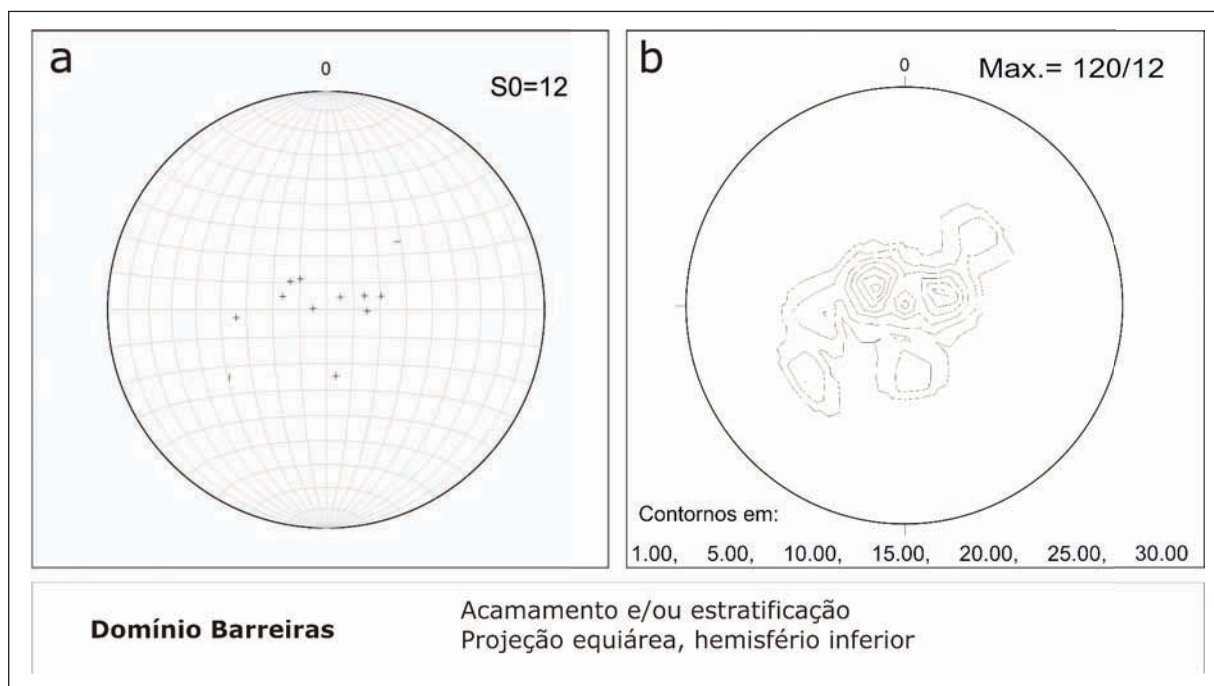 a
0
S0=12
b
0
Max.= 120/12
Contornos em:
1.00, 5.00, 10.00, 15.00, 20.00, 25.00, 30.00
Domínio Barreiras
Acamamento e/ou estratificação
Projeção equiárea, hemisfério inferior